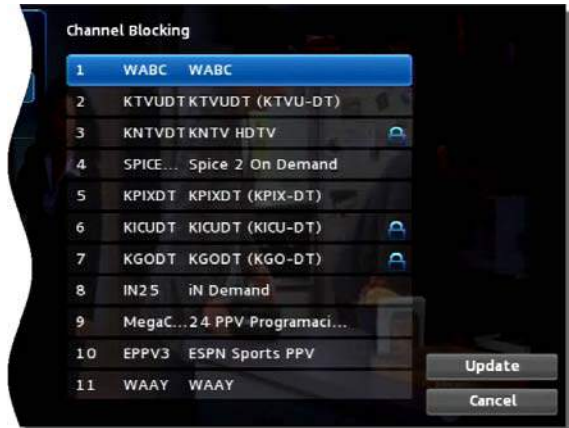 Channel Blocking
1 WABC WABC
2 KTVUDT KTVUDT (KTVU-DT)
3 KNTVDT KNTV HDTV
4 SPICE... Spice 2 On Demand
5 KPIXDT KPIXDT (KPIX-DT)
6 KICUDT KICUDT (KICU-DT)
7 KGODT KGODT (KGO-DT)
8 IN25 iN Demand
9 MegaC... 24 PPV Programaci...
10 EPPV3 ESPN Sports PPV
11 WAAY WAAY
Update
Cancel